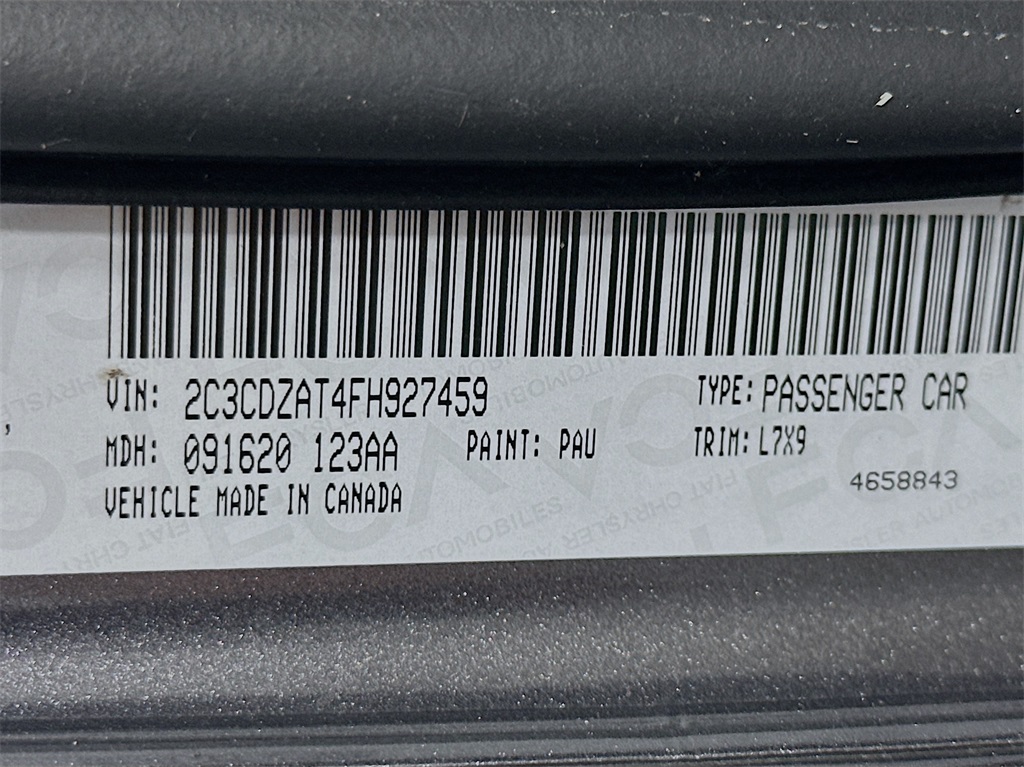 VIN: 2C3CDZAT4FH927459 TYPE: PASSENGER CAR
MDH: 091620 123AA PAINT: PAU TRIM: L7X9
4658843
VEHICLE MADE IN CANADA